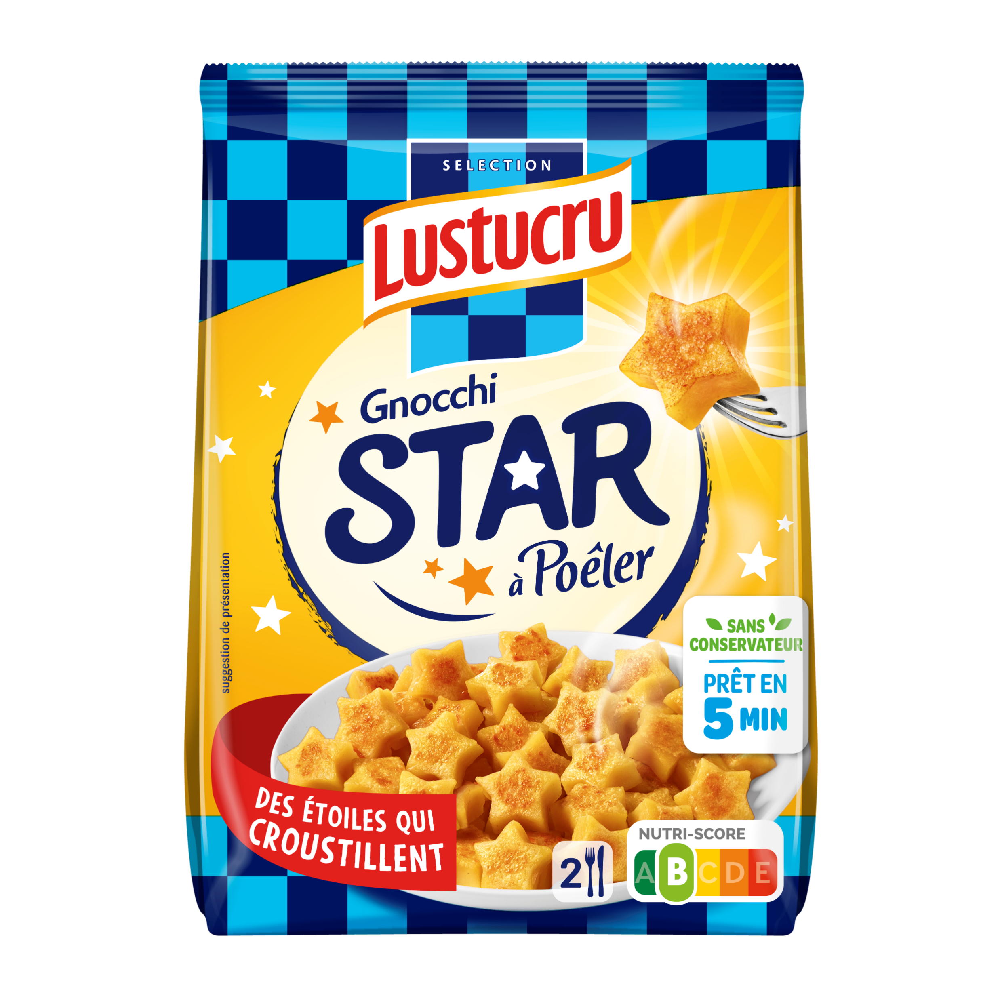 SELECTION
Lustucru
Gnocchi
STAR
à Poêler
suggestion de présentation
SANS
CONSERVATEUR
PRÊT EN
5 MIN
DES ÉTOILES QUI
CROUSTILLENT
2
NUTRI-SCORE
A B C D E